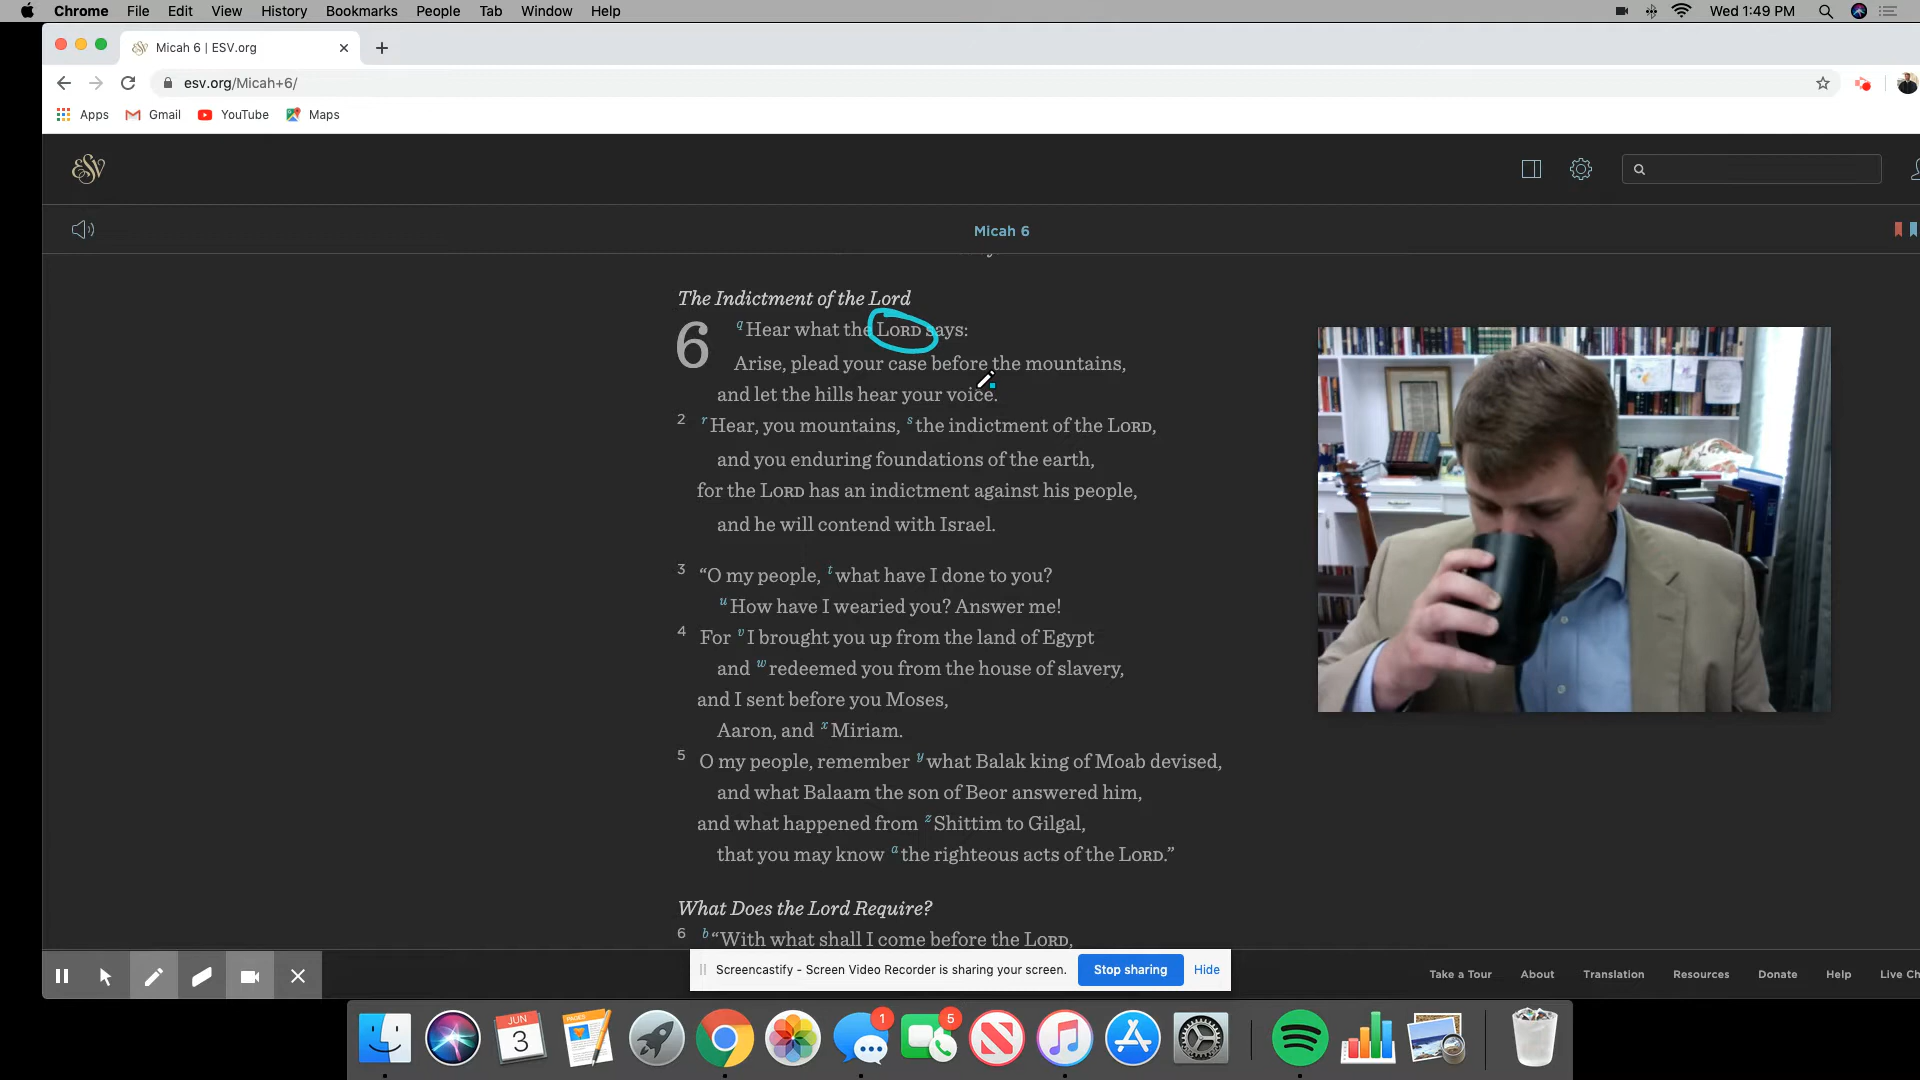 Chrome File Edit View History Bookmarks People Tab Window Help Wed 1:49 PM
Micah 6 | ESV.org
esv.org/Micah+6/
Apps Gmail YouTube Maps
ESV
Micah 6
The Indictment of the Lord
6 q Hear what the LORD says:
Arise, plead your case before the mountains,
and let the hills hear your voice.
2 r Hear, you mountains, s the indictment of the LORD,
and you enduring foundations of the earth,
for the LORD has an indictment against his people,
and he will contend with Israel.
3 “O my people, t what have I done to you?
u How have I wearied you? Answer me!
4 For v I brought you up from the land of Egypt
and w redeemed you from the house of slavery,
and I sent before you Moses,
Aaron, and x Miriam.
5 O my people, remember y what Balak king of Moab devised,
and what Balaam the son of Beor answered him,
and what happened from z Shittim to Gilgal,
that you may know a the righteous acts of the LORD.”
What Does the Lord Require?
6 b “With what shall I come before the LORD,
Screencastify - Screen Video Recorder is sharing your screen. Stop sharing Hide
Take a Tour About Translation Resources Donate Help Live Ch
JUN
3
PAGES
1
5